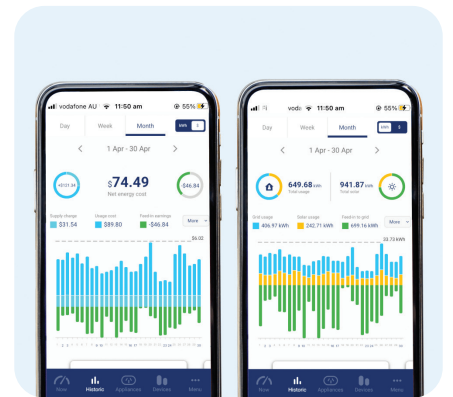 vodafone AU 11:50 am 55%
Day Week Month kWh $
1 Apr - 30 Apr
$74.49
Net energy cost
$46.84
Supply charge Usage cost Feed-in earnings
$31.54 $89.80 -$46.84 More
$6.02
Now Historic Appliances Devices Menu
vodc 11:50 am 55%
Day Week Month kWh $
1 Apr - 30 Apr
649.68 kWh 941.87 kWh
Total usage Total solar
Grid usage Solar usage Feed-in to grid
406.97 kWh 242.71 kWh 699.16 kWh More
33.73 kWh
Now Historic Appliances Devices Menu